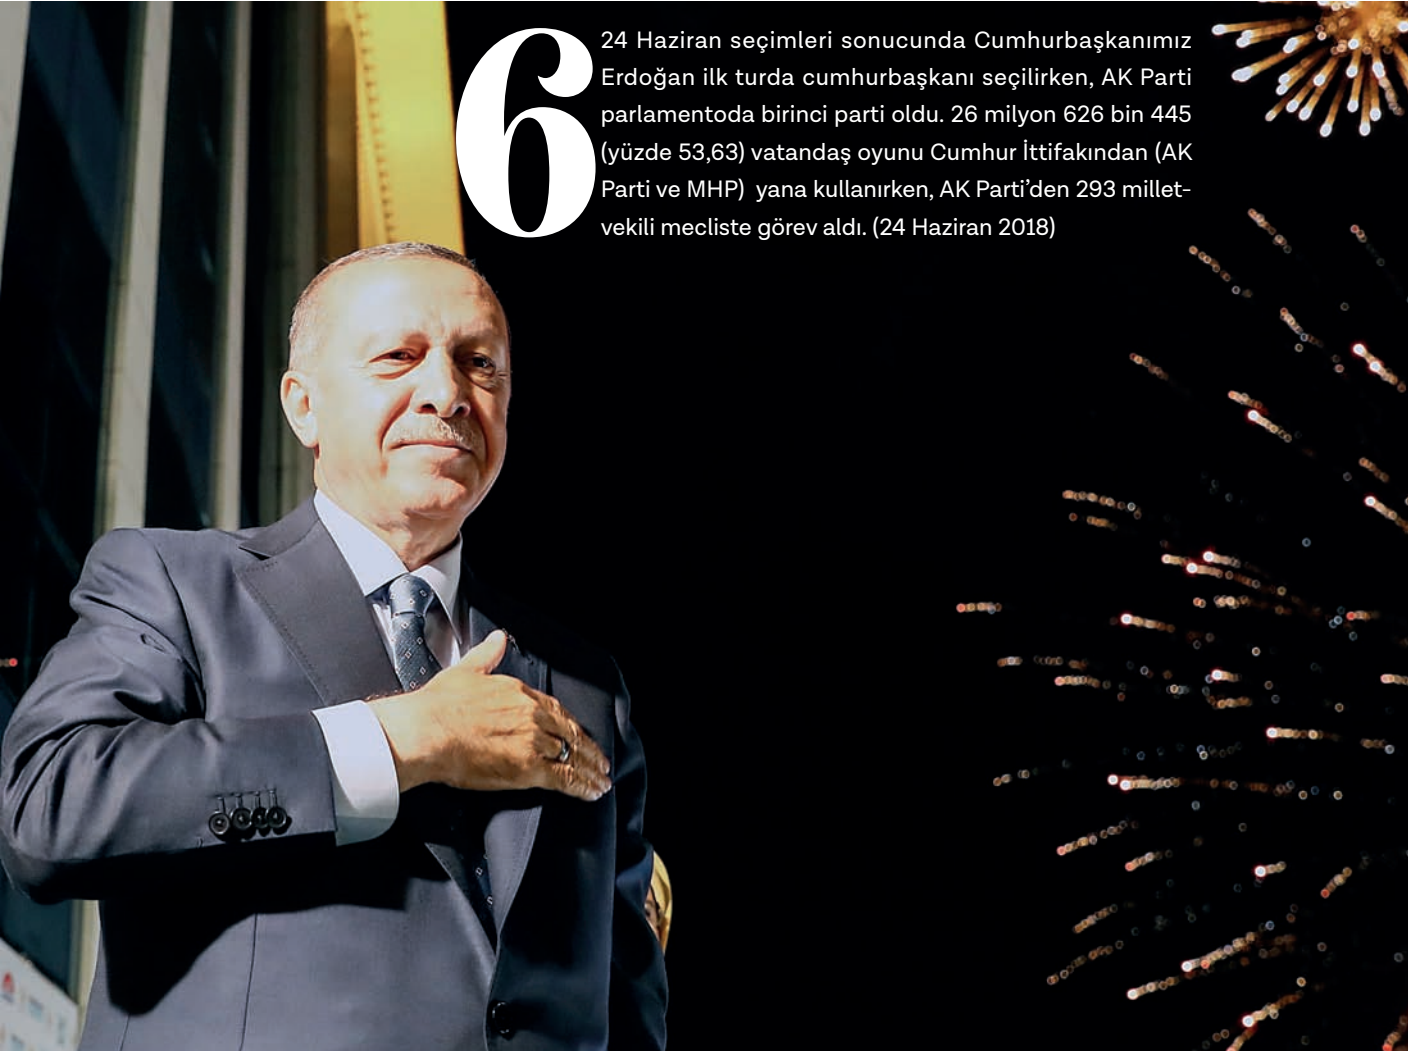 6
24 Haziran seçimleri sonucunda Cumhurbaşkanımız
Erdoğan ilk turda cumhurbaşkanı seçilirken, AK Parti
parlamentoda birinci parti oldu. 26 milyon 626 bin 445
(yüzde 53,63) vatandaş oyunu Cumhur İttifakından (AK
Parti ve MHP)  yana kullanırken, AK Parti’den 293 millet-
vekili mecliste görev aldı. (24 Haziran 2018)